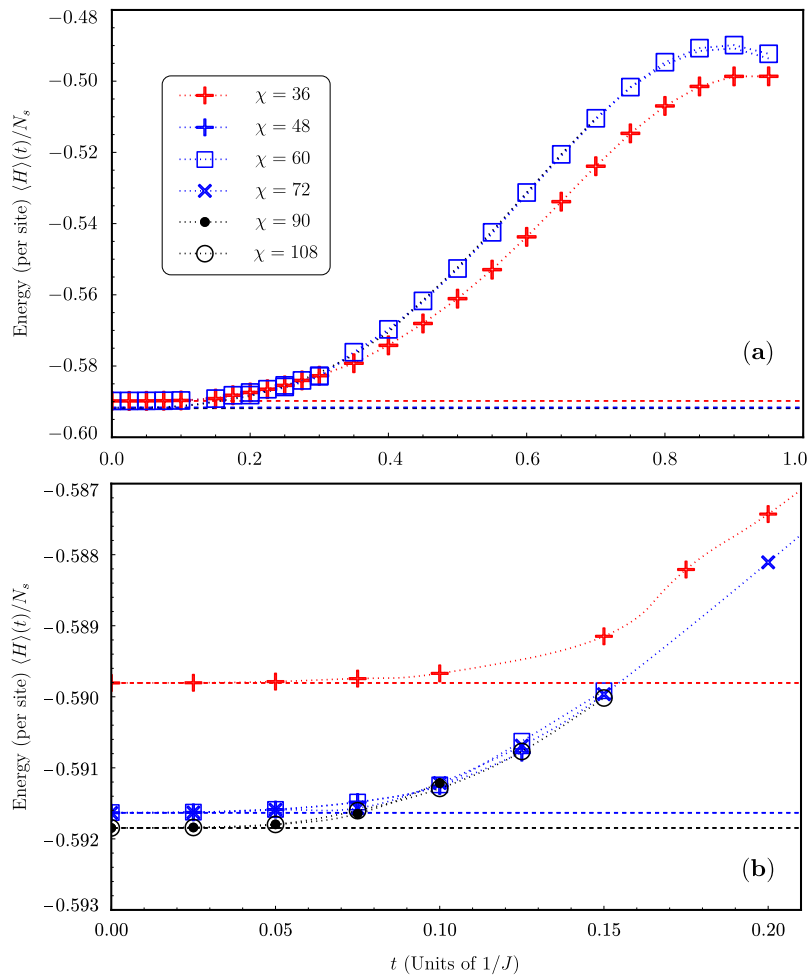 −0.48
−0.50
−0.52
−0.54
−0.56
−0.58
−0.60
Energy (per site) ⟨H⟩(t)/N_s
χ = 36
χ = 48
χ = 60
χ = 72
χ = 90
χ = 108
(a)
0.0 0.2 0.4 0.6 0.8 1.0
−0.587
−0.588
−0.589
−0.590
−0.591
−0.592
−0.593
Energy (per site) ⟨H⟩(t)/N_s
(b)
0.00 0.05 0.10 0.15 0.20
t (Units of 1/J)